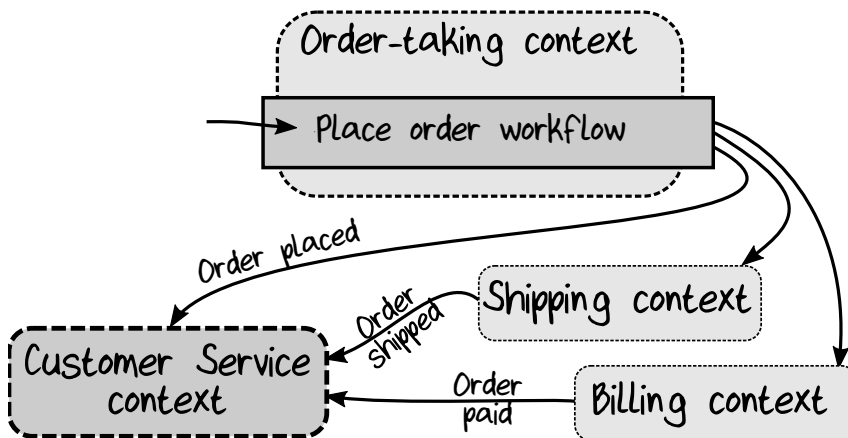 Order-taking context
Place order workflow
Order placed
Shipping context
Order
shipped
Customer Service
context
Order
paid
Billing context